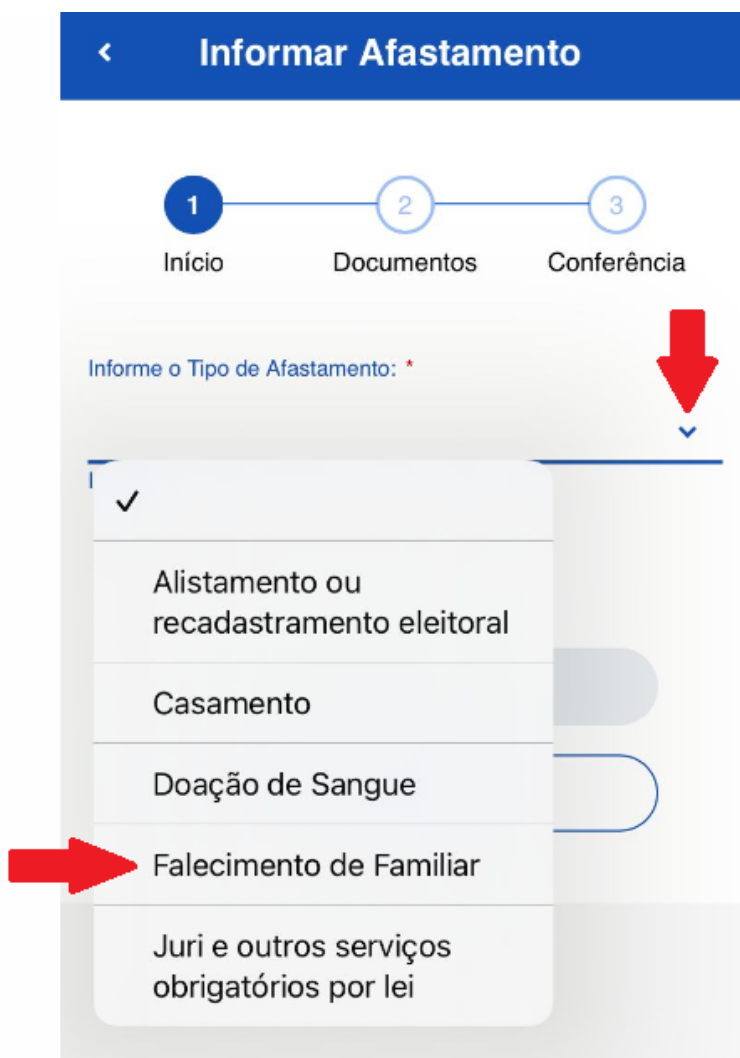 Informar Afastamento
1
2
3
Início
Documentos
Conferência
Informe o Tipo de Afastamento: *
Alistamento ou
recadastramento eleitoral
Casamento
Doação de Sangue
Falecimento de Familiar
Juri e outros serviços
obrigatórios por lei